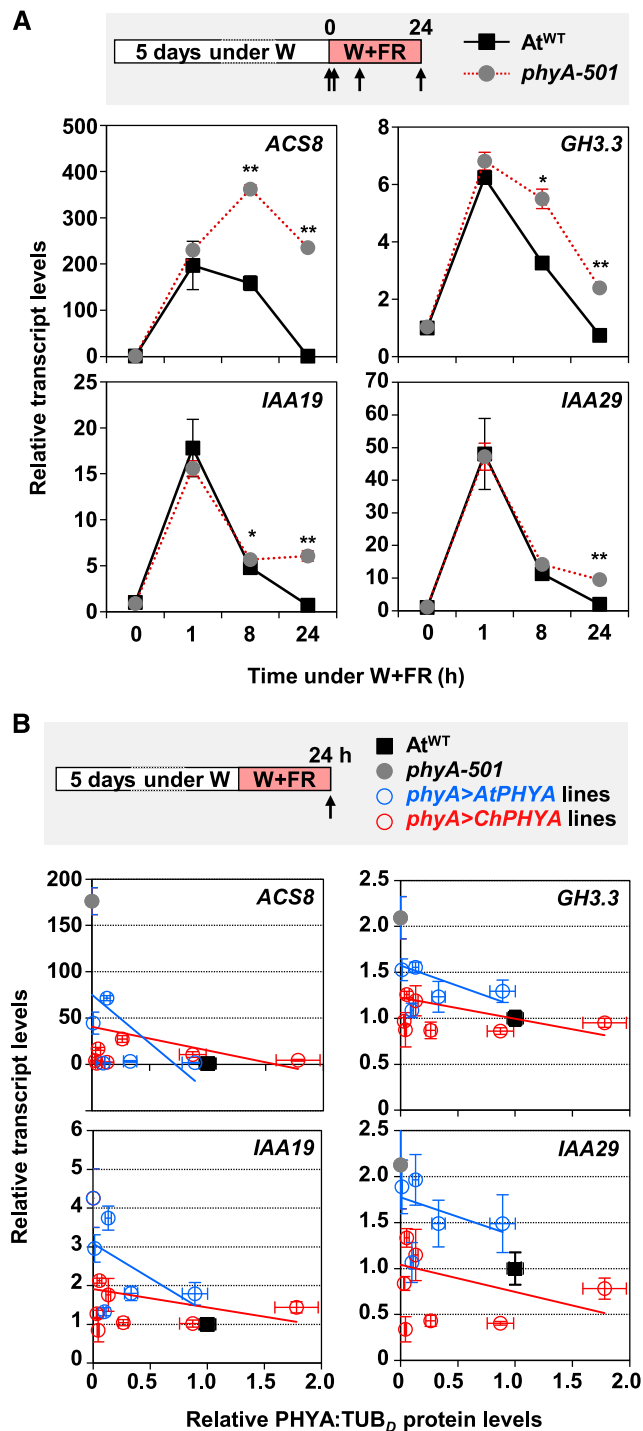 A
0 24
5 days under W W+FR
At^WT
phyA-501
Relative transcript levels
ACS8
500
400
300
200
100
0
**
**
GH3.3
8
6
4
2
0
*
**
IAA19
25
20
15
10
5
0
*
**
0 1 8 24
IAA29
70
60
50
40
30
20
10
0
**
0 1 8 24
Time under W+FR (h)
B
24 h
5 days under W W+FR
At^WT
phyA-501
phyA>AtPHYA lines
phyA>ChPHYA lines
Relative transcript levels
ACS8
200
150
100
50
0
GH3.3
2.5
2.0
1.5
1.0
0.5
0
IAA19
6
5
4
3
2
1
0
0 0.5 1.0 1.5 2.0
IAA29
2.5
2.0
1.5
1.0
0.5
0
0 0.5 1.0 1.5 2.0
Relative PHYA:TUB_D protein levels